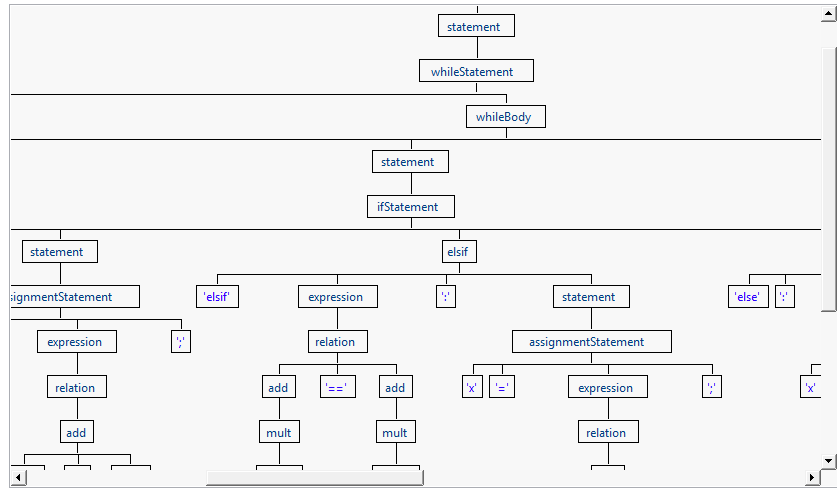 statement
whileStatement
whileBody
statement
ifStatement
statement
elsif
signmentStatement
'elsif'
expression
':'
statement
'else'
':'
expression
';'
relation
assignmentStatement
relation
add
'=='
add
'x'
'='
expression
';'
'x'
add
mult
mult
relation